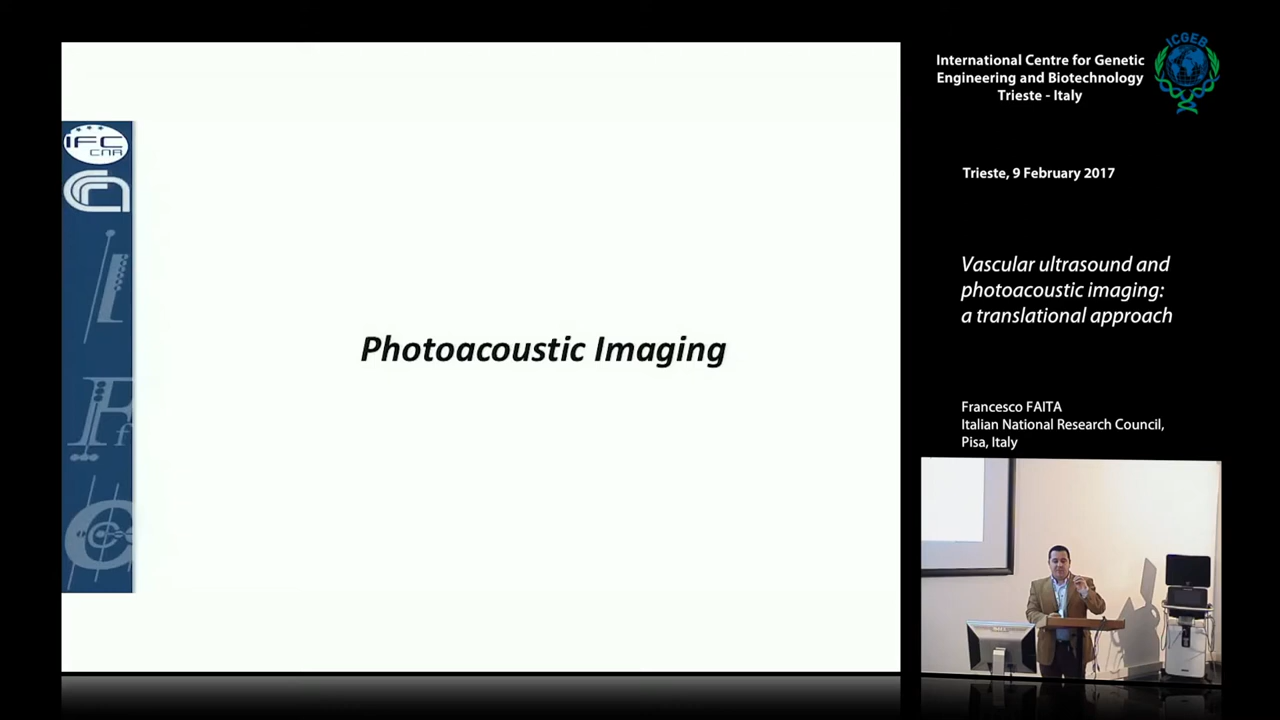 IFC
CNR
Photoacoustic Imaging
International Centre for Genetic
Engineering and Biotechnology
Trieste - Italy
ICGEB
Trieste, 9 February 2017
Vascular ultrasound and
photoacoustic imaging:
a translational approach
Francesco FAITA
Italian National Research Council,
Pisa, Italy